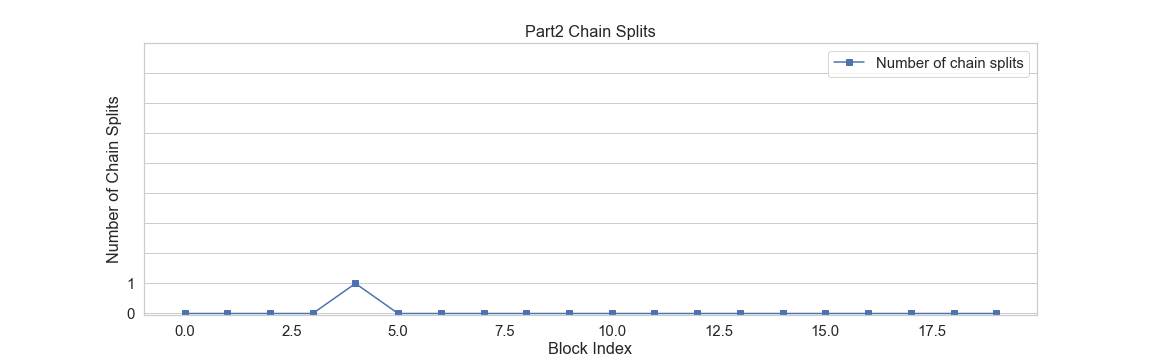 Part2 Chain Splits
Number of chain splits
Number of Chain Splits
1
0
0.0 2.5 5.0 7.5 10.0 12.5 15.0 17.5
Block Index